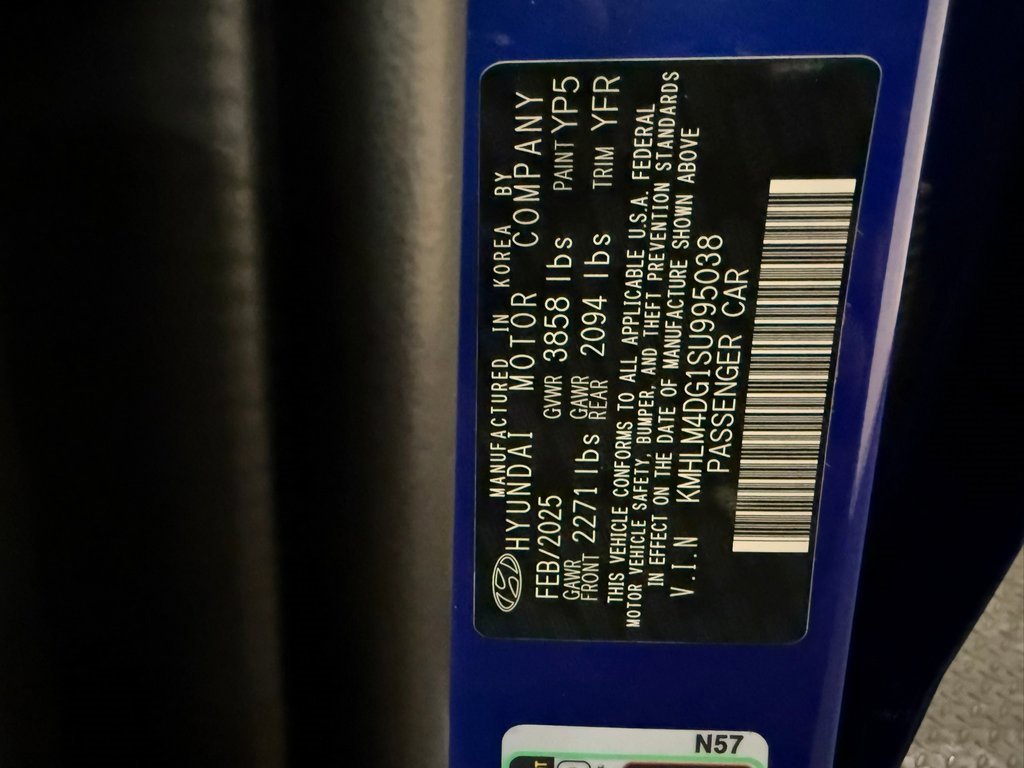 MANUFACTURED IN KOREA BY
HYUNDAI MOTOR COMPANY
FEB/2025 GVWR 3858 lbs PAINT YP5
GAWR FRONT 2271 lbs GAWR REAR 2094 lbs TRIM YFR
THIS VEHICLE CONFORMS TO ALL APPLICABLE U.S.A. FEDERAL
MOTOR VEHICLE SAFETY, BUMPER, AND THEFT PREVENTION STANDARDS
IN EFFECT ON THE DATE OF MANUFACTURE SHOWN ABOVE
V.I.N KMHLM4DG1SU995038
PASSENGER CAR
N57